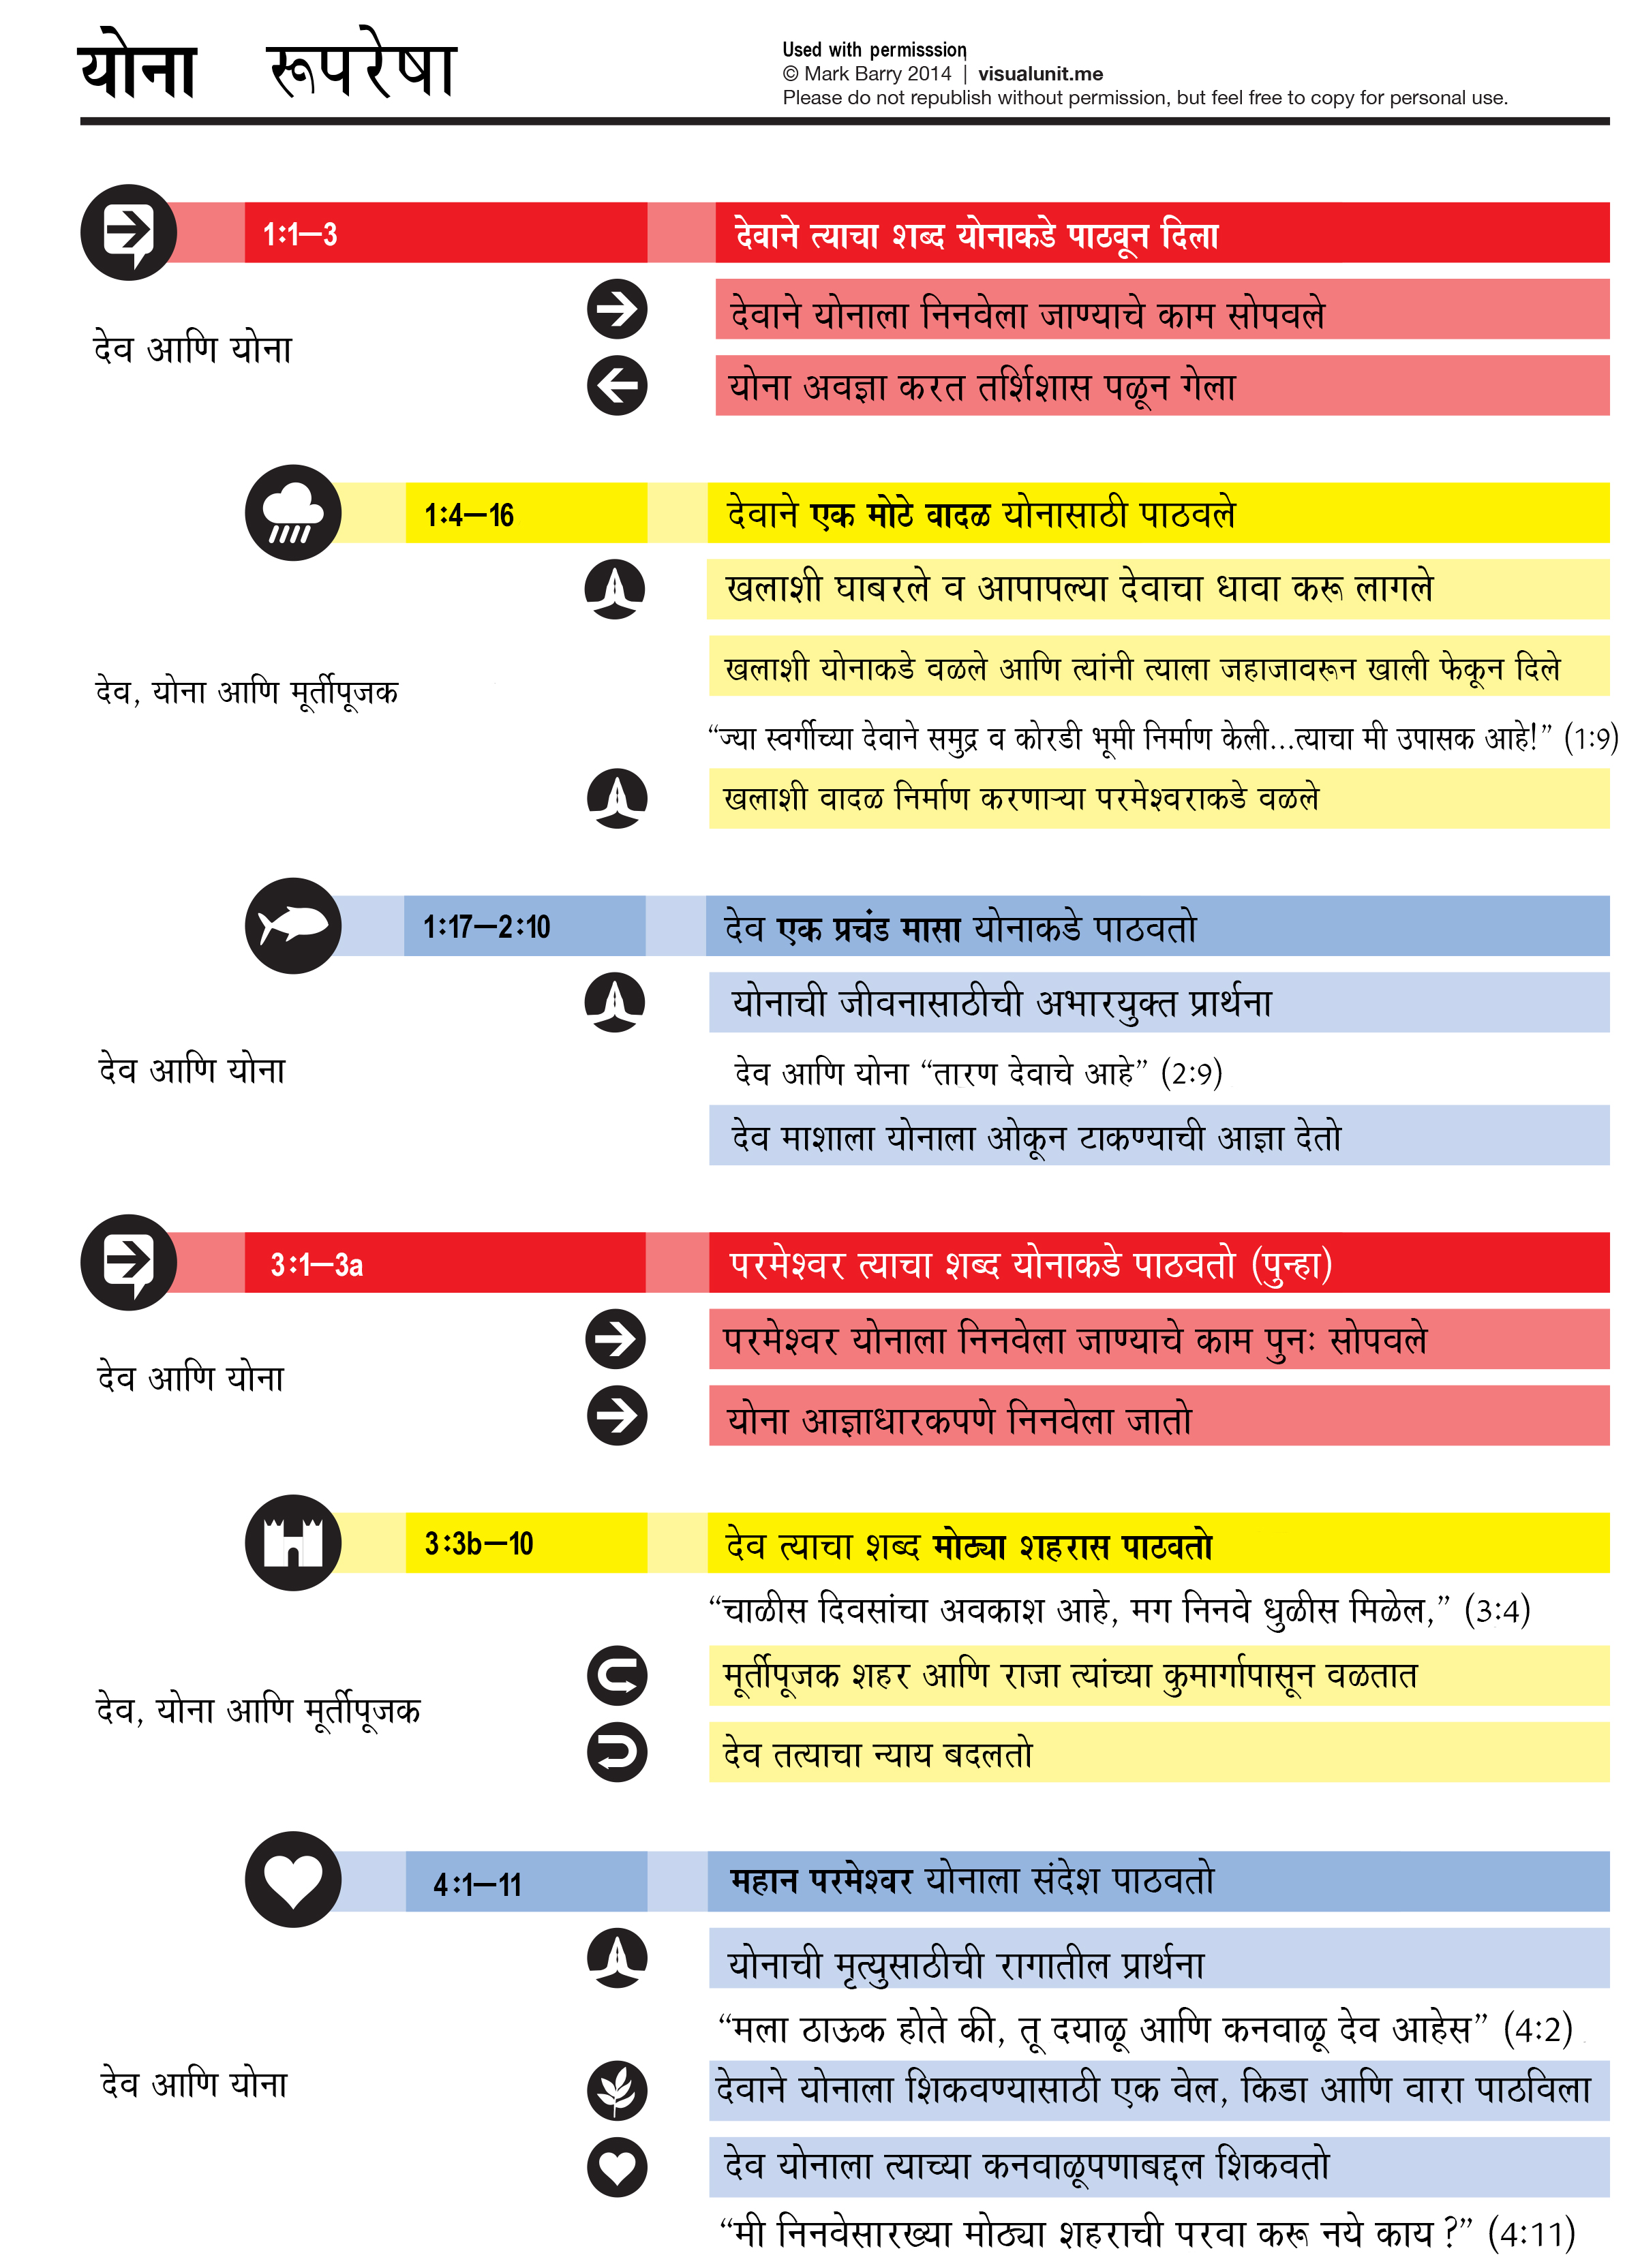 योना रूपरेषा
Used with permisssion
© Mark Barry 2014 | visualunit.me
Please do not republish without permission, but feel free to copy for personal use.
1:1—3 देवाने त्याचा शब्द योनाकडे पाठवून दिला
देवाने योनाला निनवेला जाण्याचे काम सोपवले
देव आणि योना
योना अवज्ञा करत तर्शिशास पळून गेला
1:4—16 देवाने एक मोठे वादळ योनासाठी पाठवले
खलाशी घाबरले व आपापल्या देवाचा धावा करू लागले
खलाशी योनाकडे वळले आणि त्यांनी त्याला जहाजावरून खाली फेकून दिले
देव, योना आणि मूर्तीपूजक
“ज्या स्वर्गीच्या देवाने समुद्र व कोरडी भूमी निर्माण केली...त्याचा मी उपासक आहे!” (1:9)
खलाशी वादळ निर्माण करणाऱ्या परमेश्वराकडे वळले
1:17—2:10 देव एक प्रचंड मासा योनाकडे पाठवतो
योनाची जीवनासाठीची अभारयुक्त प्रार्थना
देव आणि योना
देव आणि योना “तारण देवाचे आहे” (2:9)
देव माशाला योनाला ओकून टाकण्याची आज्ञा देतो
3:1—3a परमेश्वर त्याचा शब्द योनाकडे पाठवतो (पुन्हा)
परमेश्वर योनाला निनवेला जाण्याचे काम पुनः सोपवले
देव आणि योना
योना आज्ञाधारकपणे निनवेला जातो
3:3b—10 देव त्याचा शब्द मोठ्या शहरास पाठवतो
“चाळीस दिवसांचा अवकाश आहे, मग निनवे धुळीस मिळेल,” (3:4)
मूर्तीपूजक शहर आणि राजा त्यांच्या कुमार्गापासून वळतात
देव, योना आणि मूर्तीपूजक
देव तत्याचा न्याय बदलतो
4:1—11 महान परमेश्वर योनाला संदेश पाठवतो
योनाची मृत्युसाठीची रागातील प्रार्थना
“मला ठाऊक होते की, तू दयाळू आणि कनवाळू देव आहेस” (4:2)
देव आणि योना
देवाने योनाला शिकवण्यासाठी एक वेल, किडा आणि वारा पाठविला
देव योनाला त्याच्या कनवाळूपणाबद्दल शिकवतो
“मी निनवेसारख्या मोठ्या शहराची परवा करू नये काय ?” (4:11)